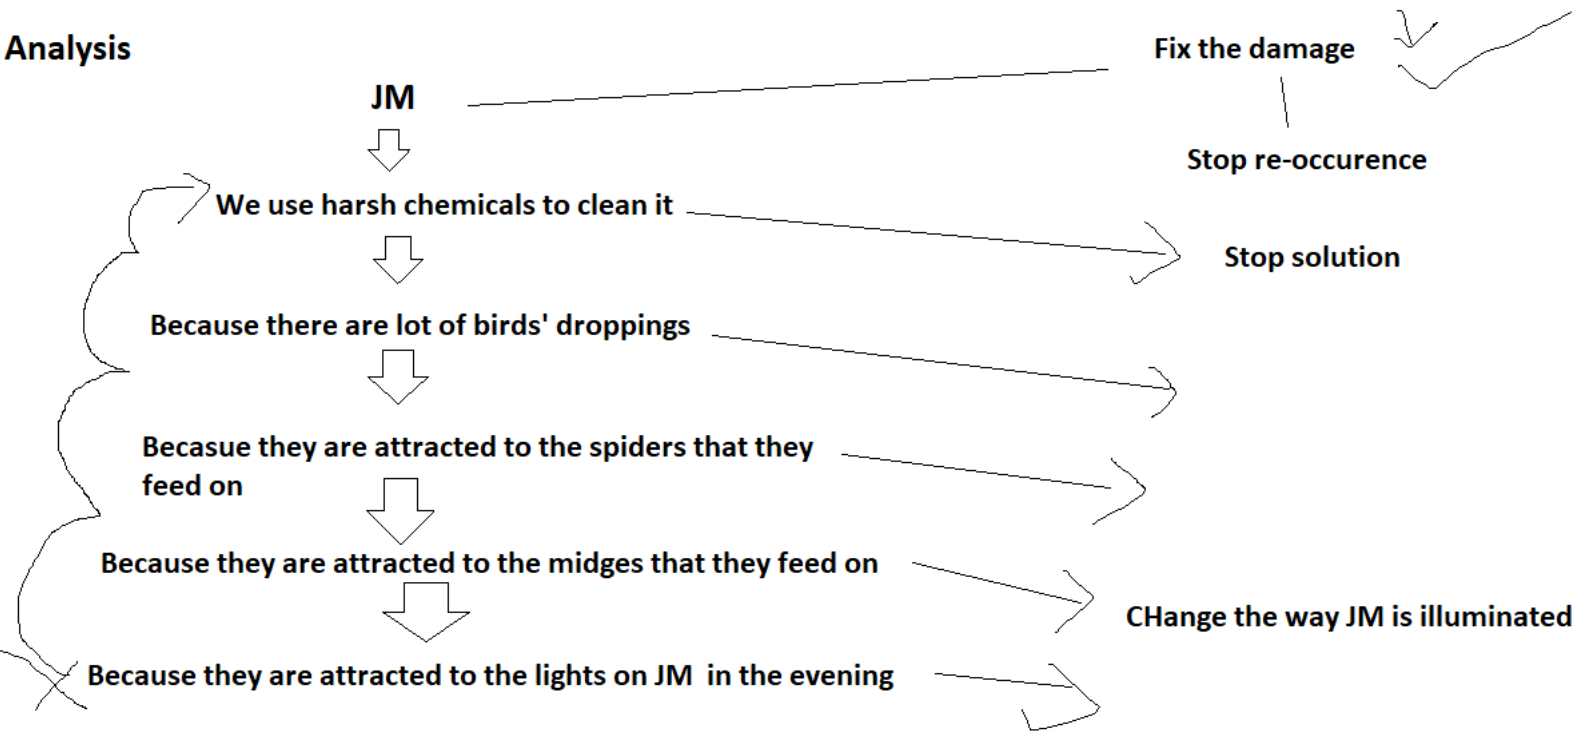 Analysis
Fix the damage
JM
Stop re-occurence
We use harsh chemicals to clean it
Stop solution
Because there are lot of birds' droppings
Becasue they are attracted to the spiders that they
feed on
Because they are attracted to the midges that they feed on
CHange the way JM is illuminated
Because they are attracted to the lights on JM  in the evening